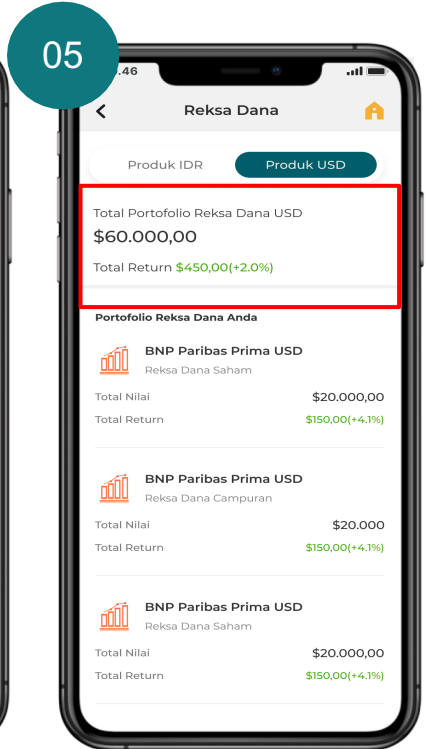 05
.46
Reksa Dana
Produk IDR Produk USD
Total Portofolio Reksa Dana USD
$60.000,00
Total Return $450,00(+2.0%)
Portofolio Reksa Dana Anda
BNP Paribas Prima USD
Reksa Dana Saham
Total Nilai $20.000,00
Total Return $150,00(+4.1%)
BNP Paribas Prima USD
Reksa Dana Campuran
Total Nilai $20.000
Total Return $150,00(+4.1%)
BNP Paribas Prima USD
Reksa Dana Saham
Total Nilai $20.000,00
Total Return $150,00(+4.1%)